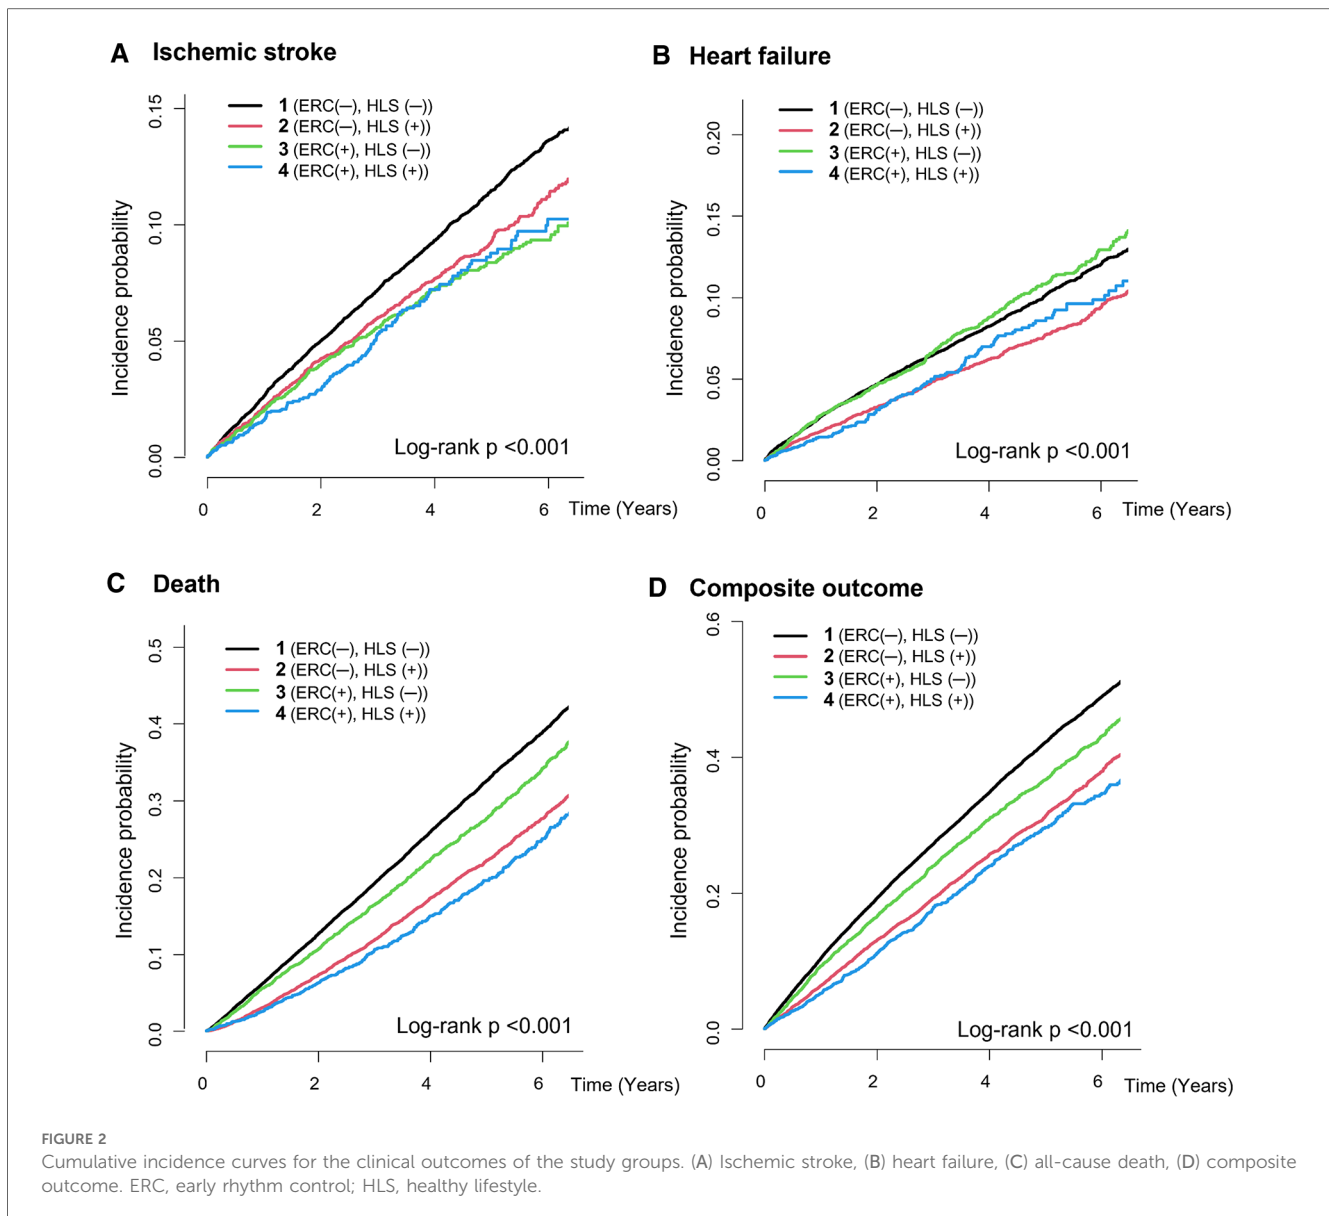 A Ischemic stroke
1 (ERC(−), HLS (−))
2 (ERC(−), HLS (+))
3 (ERC(+), HLS (−))
4 (ERC(+), HLS (+))
Incidence probability
0.15
0.10
0.05
0.00
Log-rank p <0.001
0 2 4 6 Time (Years)
B Heart failure
1 (ERC(−), HLS (−))
2 (ERC(−), HLS (+))
3 (ERC(+), HLS (−))
4 (ERC(+), HLS (+))
Incidence probability
0.20
0.15
0.10
0.05
0.00
Log-rank p <0.001
0 2 4 6 Time (Years)
C Death
1 (ERC(−), HLS (−))
2 (ERC(−), HLS (+))
3 (ERC(+), HLS (−))
4 (ERC(+), HLS (+))
Incidence probability
0.5
0.4
0.3
0.2
0.1
0.0
Log-rank p <0.001
0 2 4 6 Time (Years)
D Composite outcome
1 (ERC(−), HLS (−))
2 (ERC(−), HLS (+))
3 (ERC(+), HLS (−))
4 (ERC(+), HLS (+))
Incidence probability
0.6
0.4
0.2
0.0
Log-rank p <0.001
0 2 4 6 Time (Years)
FIGURE 2
Cumulative incidence curves for the clinical outcomes of the study groups. (A) Ischemic stroke, (B) heart failure, (C) all-cause death, (D) composite
outcome. ERC, early rhythm control; HLS, healthy lifestyle.